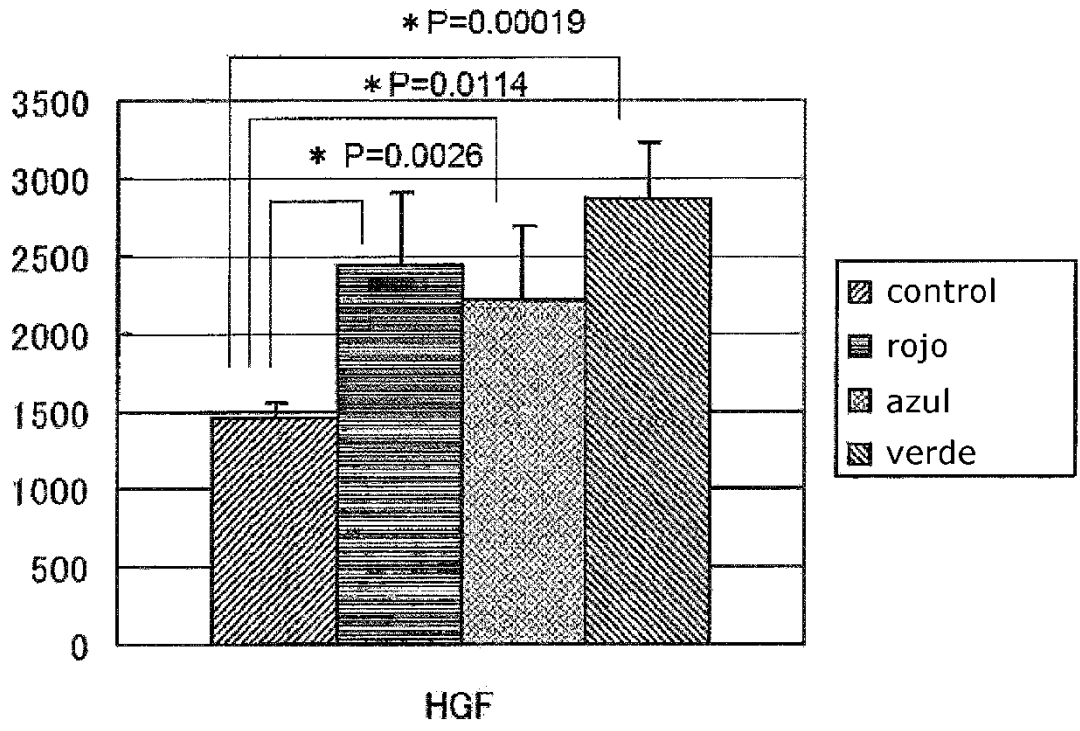 * P=0.00019
* P=0.0114
* P=0.0026
3500
3000
2500
2000
1500
1000
500
0
HGF
control
rojo
azul
verde